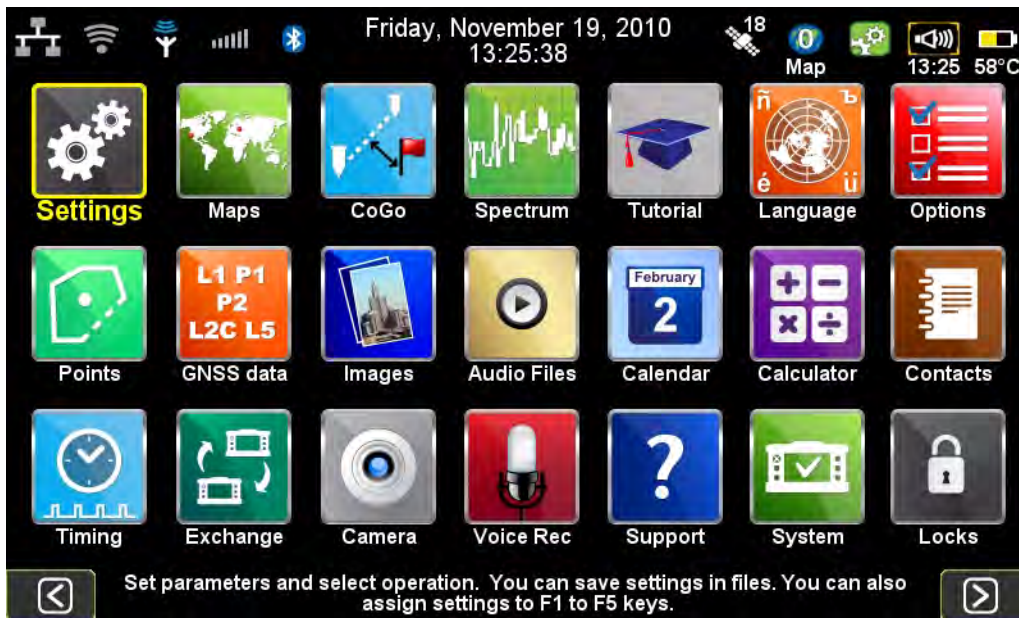 Friday, November 19, 2010
13:25:38
18
0
Map
13:25 58°C
Settings Maps CoGo Spectrum Tutorial Language Options
ñ Ъ
é ü
L1 P1
P2
L2C L5
February
2
Points GNSS data Images Audio Files Calendar Calculator Contacts
?
Timing Exchange Camera Voice Rec Support System Locks
Set parameters and select operation. You can save settings in files. You can also
assign settings to F1 to F5 keys.